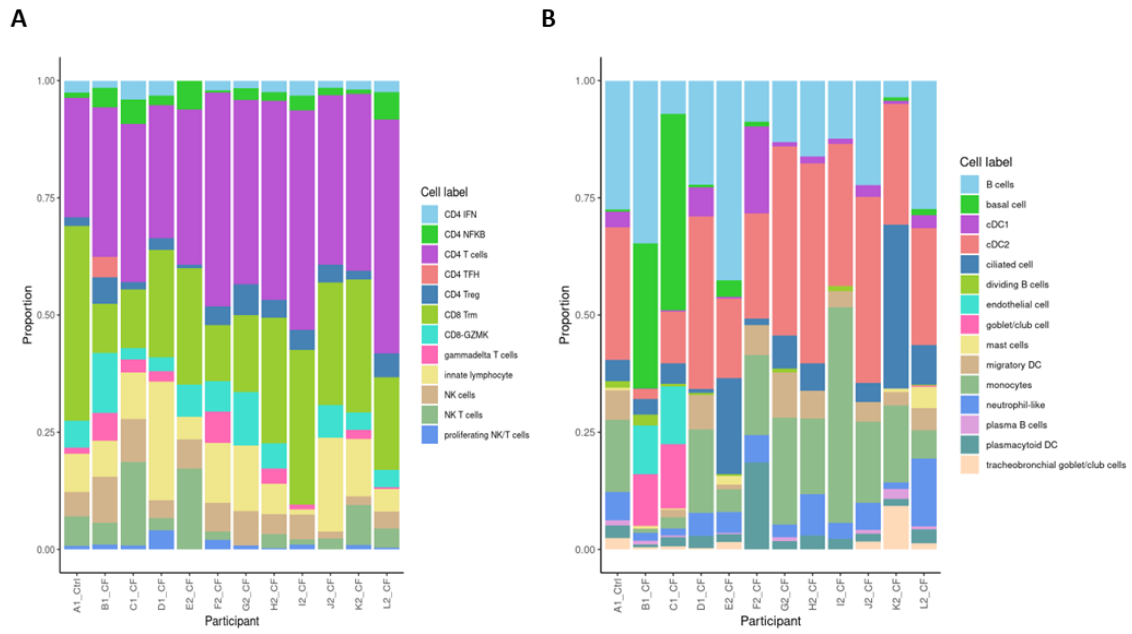 A
B
1.00
0.75
0.50
0.25
0.00
Proportion
A1_Ctrl
B1_CF
C1_CF
D1_CF
E2_CF
F2_CF
G2_CF
H2_CF
I2_CF
J2_CF
K2_CF
L2_CF
Participant
Cell label
CD4 IFN
CD4 NFKB
CD4 T cells
CD4 TFH
CD4 Treg
CD8 Trm
CD8-GZMK
gammadelta T cells
innate lymphocyte
NK cells
NK T cells
proliferating NK/T cells
1.00
0.75
0.50
0.25
0.00
Proportion
A1_Ctrl
B1_CF
C1_CF
D1_CF
E2_CF
F2_CF
G2_CF
H2_CF
I2_CF
J2_CF
K2_CF
L2_CF
Participant
Cell label
B cells
basal cell
cDC1
cDC2
ciliated cell
dividing B cells
endothelial cell
goblet/club cell
mast cells
migratory DC
monocytes
neutrophil-like
plasma B cells
plasmacytoid DC
tracheobronchial goblet/club cells